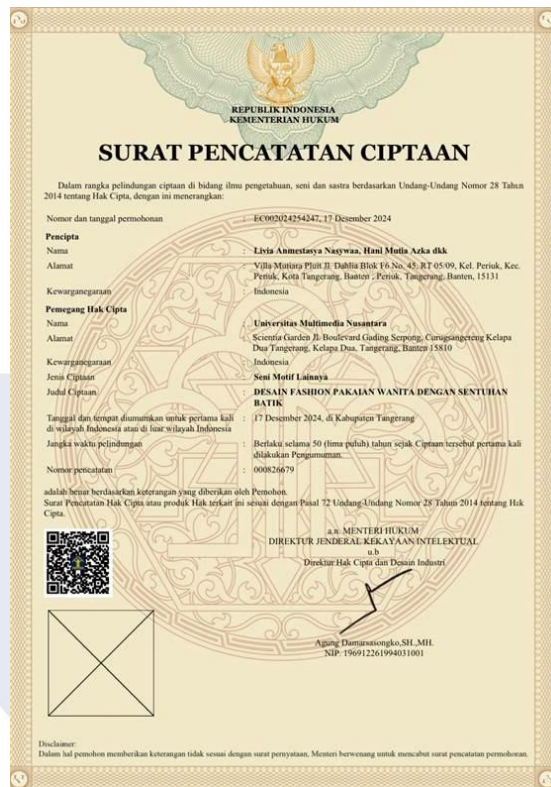 REPUBLIK INDONESIA
KEMENTERIAN HUKUM
SURAT PENCATATAN CIPTAAN
Dalam rangka pelindungan ciptaan di bidang ilmu pengetahuan, seni dan sastra berdasarkan Undang-Undang Nomor 28 Tahun
2014 tentang Hak Cipta, dengan ini menerangkan:
Nomor dan tanggal permohonan : EC002024254247, 17 Desember 2024
Pencipta
Nama : Livia Anmestasya Nasywaa, Hani Mutia Azka dkk
Alamat : Villa Mutiara Pluit Jl. Dahlia Blok F6 No. 45, RT 05/09, Kel. Periuk, Kec.
Periuk, Kota Tangerang, Banten , Periuk, Tangerang, Banten, 15131
Kewarganegaraan : Indonesia
Pemegang Hak Cipta
Nama : Universitas Multimedia Nusantara
Alamat : Scientia Garden Jl. Boulevard Gading Serpong, Curugsangereng Kelapa
Dua Tangerang, Kelapa Dua, Tangerang, Banten 15810
Kewarganegaraan : Indonesia
Jenis Ciptaan : Seni Motif Lainnya
Judul Ciptaan : DESAIN FASHION PAKAIAN WANITA DENGAN SENTUHAN
BATIK
Tanggal dan tempat diumumkan untuk pertama kali : 17 Desember 2024, di Kabupaten Tangerang
di wilayah Indonesia atau di luar wilayah Indonesia
Jangka waktu pelindungan : Berlaku selama 50 (lima puluh) tahun sejak Ciptaan tersebut pertama kali
dilakukan Pengumuman.
Nomor pencatatan : 000826679
adalah benar berdasarkan keterangan yang diberikan oleh Pemohon.
Surat Pencatatan Hak Cipta atau produk Hak terkait ini sesuai dengan Pasal 72 Undang-Undang Nomor 28 Tahun 2014 tentang Hak
Cipta.
a.n. MENTERI HUKUM
DIREKTUR JENDERAL KEKAYAAN INTELEKTUAL
u.b
Direktur Hak Cipta dan Desain Industri
Agung Damarsasongko,SH.,MH.
NIP. 196912261994031001
Disclaimer:
Dalam hal pemohon memberikan keterangan tidak sesuai dengan surat pernyataan, Menteri berwenang untuk mencabut surat pencatatan permohonan.